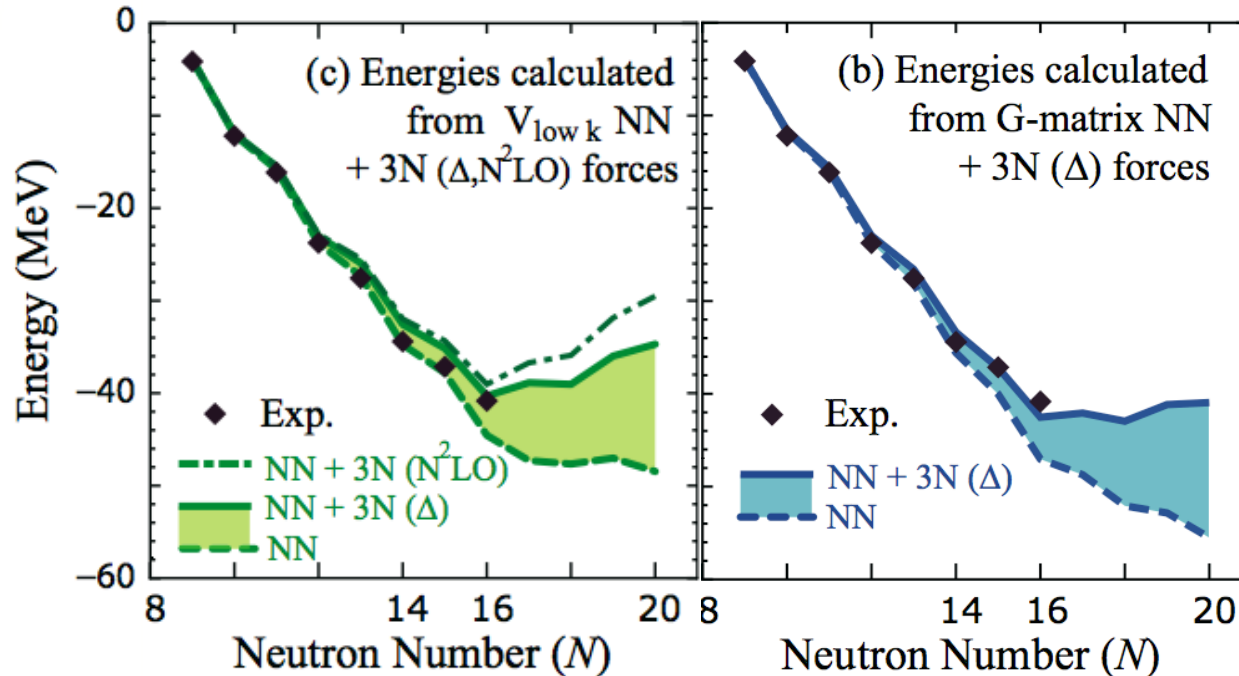 0
−20
−40
−60
Energy (MeV)
(c) Energies calculated
from V_low k NN
+ 3N (Δ,N²LO) forces
Exp.
NN + 3N (N²LO)
NN + 3N (Δ)
NN
8
14
16
20
Neutron Number (N)
(b) Energies calculated
from G-matrix NN
+ 3N (Δ) forces
Exp.
NN + 3N (Δ)
NN
8
14
16
20
Neutron Number (N)